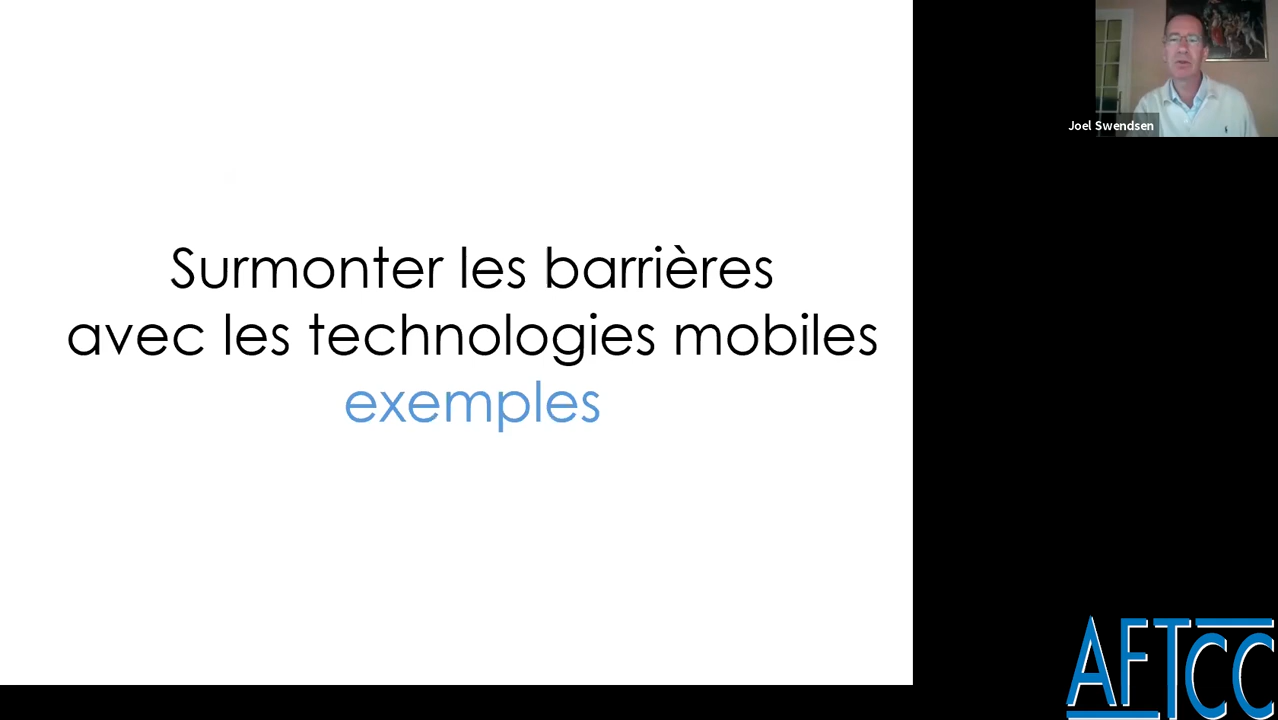 Surmonter les barrières
avec les technologies mobiles
exemples
Joel Swendsen
AFTCC